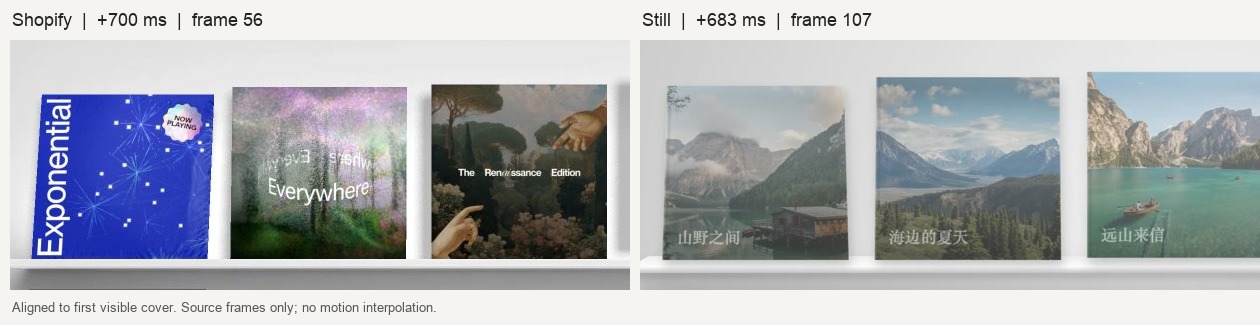 Shopify | +700 ms | frame 56
Still | +683 ms | frame 107
Exponential
NOW
PLAYING
Everywhere
Everywhere
The Renaissance Edition
山野之间
海边的夏天
远山来信
Aligned to first visible cover. Source frames only; no motion interpolation.